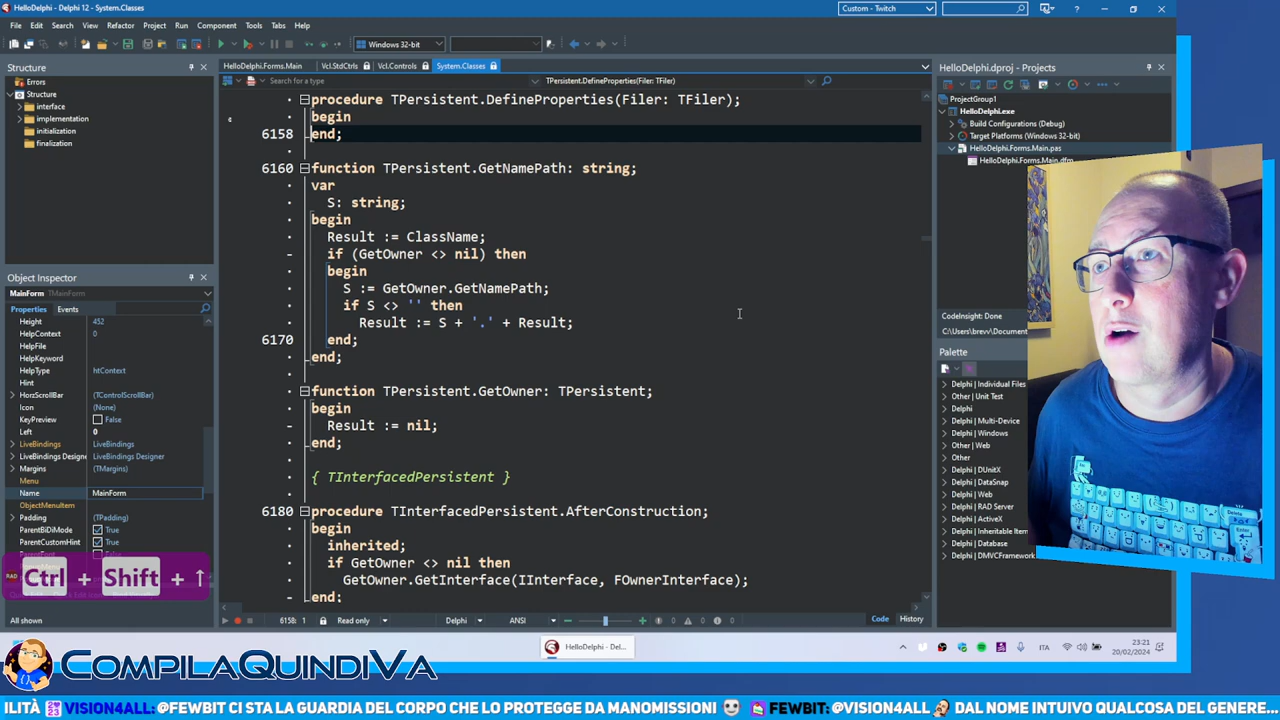 HelloDelphi - Delphi 12 - System.Classes
Custom - Twitch
File Edit Search View Refactor Project Run Component Tools Tabs Help
Windows 32-bit
Structure
Errors
Structure
interface
implementation
initialization
finalization
Object Inspector
MainForm TMainForm
Properties Events
Height 452
HelpContext 0
HelpFile
HelpKeyword
HelpType htContext
Hint
HorzScrollBar (TControlScrollBar)
Icon (None)
KeyPreview False
Left 0
LiveBindings LiveBindings
LiveBindings Designer LiveBindings Designer
Margins (TMargins)
Menu
Name MainForm
ObjectMenuItem
Padding (TPadding)
ParentBiDiMode True
ParentCustomHint True
Ctrl + Shift + ↑
All shown
HelloDelphi.Forms.Main Vcl.StdCtrls Vcl.Controls System.Classes
Search for a type TPersistent.DefineProperties(Filer: TFiler)
procedure TPersistent.DefineProperties(Filer: TFiler);
begin
6158 end;
6160 function TPersistent.GetNamePath: string;
var
S: string;
begin
Result := ClassName;
if (GetOwner <> nil) then
begin
S := GetOwner.GetNamePath;
if S <> '' then
Result := S + '.' + Result;
6170 end;
end;
function TPersistent.GetOwner: TPersistent;
begin
Result := nil;
end;
{ TInterfacedPersistent }
6180 procedure TInterfacedPersistent.AfterConstruction;
begin
inherited;
if GetOwner <> nil then
GetOwner.GetInterface(IInterface, FOwnerInterface);
end;
6158: 1 Read only Delphi ANSI 0 0 0 Code History
HelloDelphi.dproj - Projects
ProjectGroup1
HelloDelphi.exe
Build Configurations (Debug)
Target Platforms (Windows 32-bit)
HelloDelphi.Forms.Main.pas
HelloDelphi.Forms.Main.dfm
CodeInsight: Done
C:\Users\brevv\Document
Palette
Delphi | Individual Files
Other | Unit Test
Delphi
Delphi | Multi-Device
Delphi | Windows
Other | Web
Other
Delphi | DUnitX
Delphi | DataSnap
Delphi | Web
Delphi | RAD Server
Delphi | ActiveX
Delphi | Inheritable Item
Delphi | Database
Delphi | DMVCFramework
HelloDelphi - Del...
ITA
23:21
20/02/2024
COMPILAQUINDIVA
ILITÀ VISION4ALL: @FEWBIT CI STA LA GUARDIA DEL CORPO CHE LO PROTEGGE DA MANOMISSIONI FEWBIT: @VISION4ALL DAL NOME INTUIVO QUALCOSA DEL GENERE...